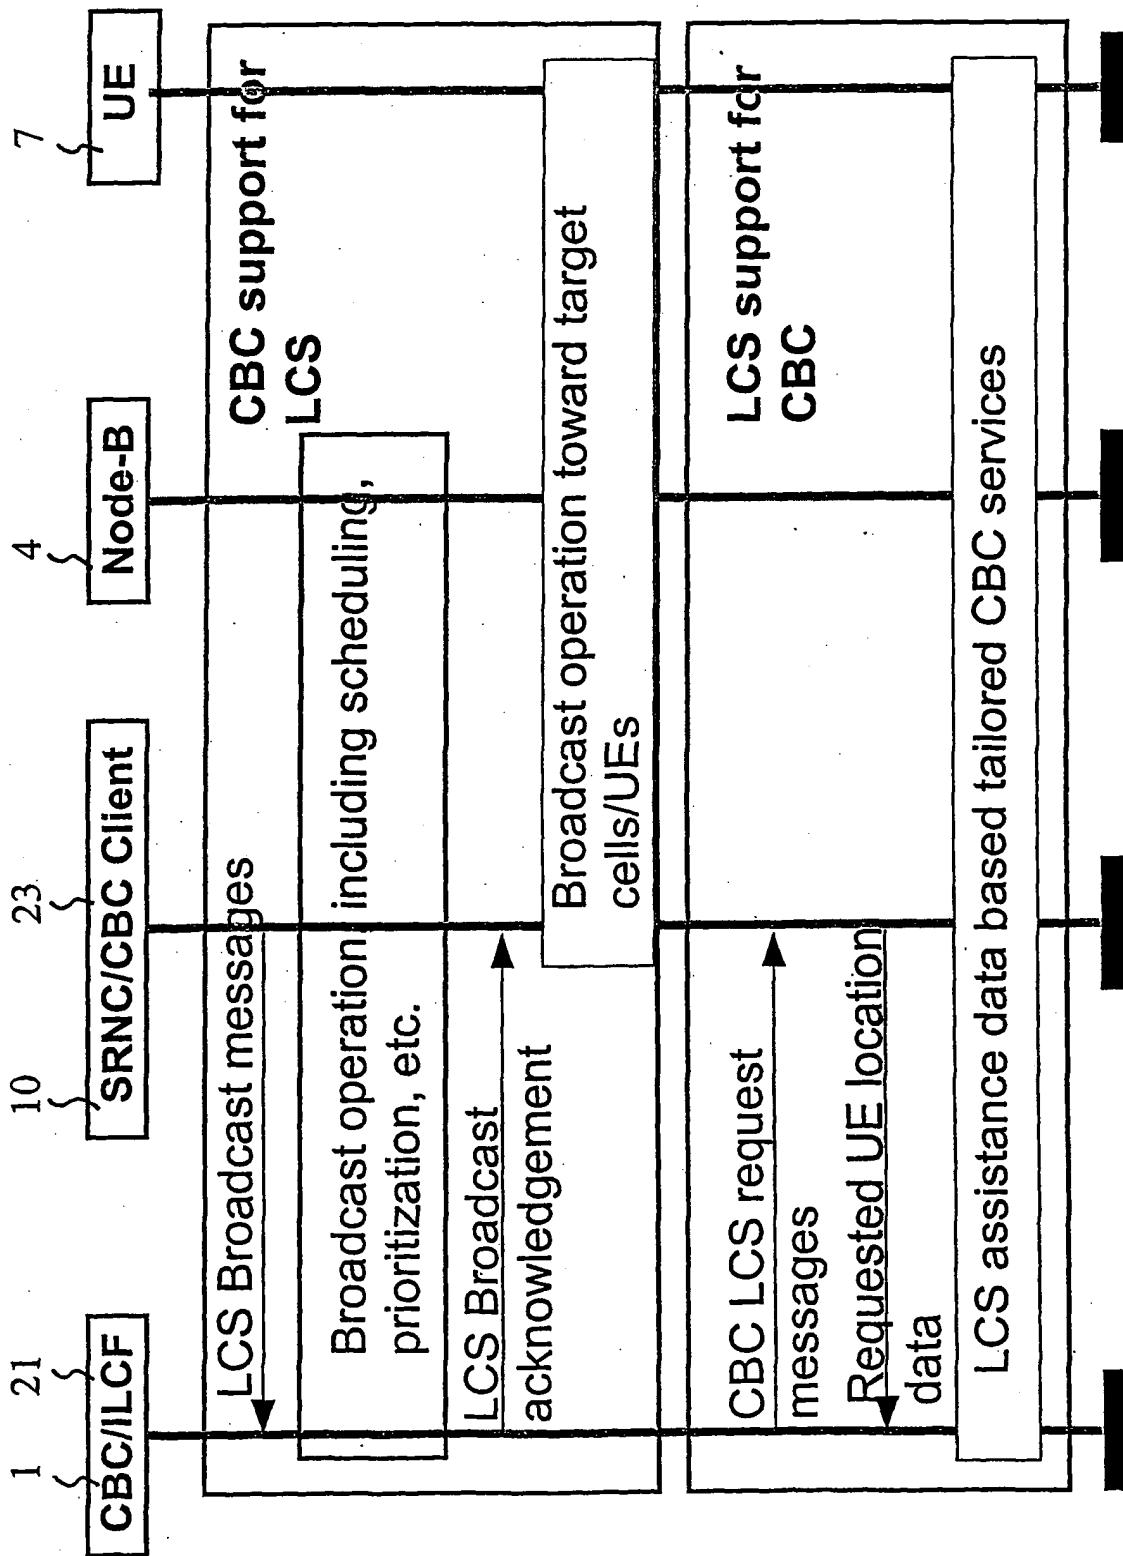 1
21
10
23
4
7
CBC/ILCF
SRNC/CBC Client
Node-B
UE
CBC support for
LCS
LCS Broadcast messages
Broadcast operation including scheduling,
prioritization, etc.
LCS Broadcast
acknowledgement
Broadcast operation toward target
cells/UEs
LCS support for
CBC
CBC LCS request
messages
Requested UE location
data
LCS assistance data based tailored CBC services